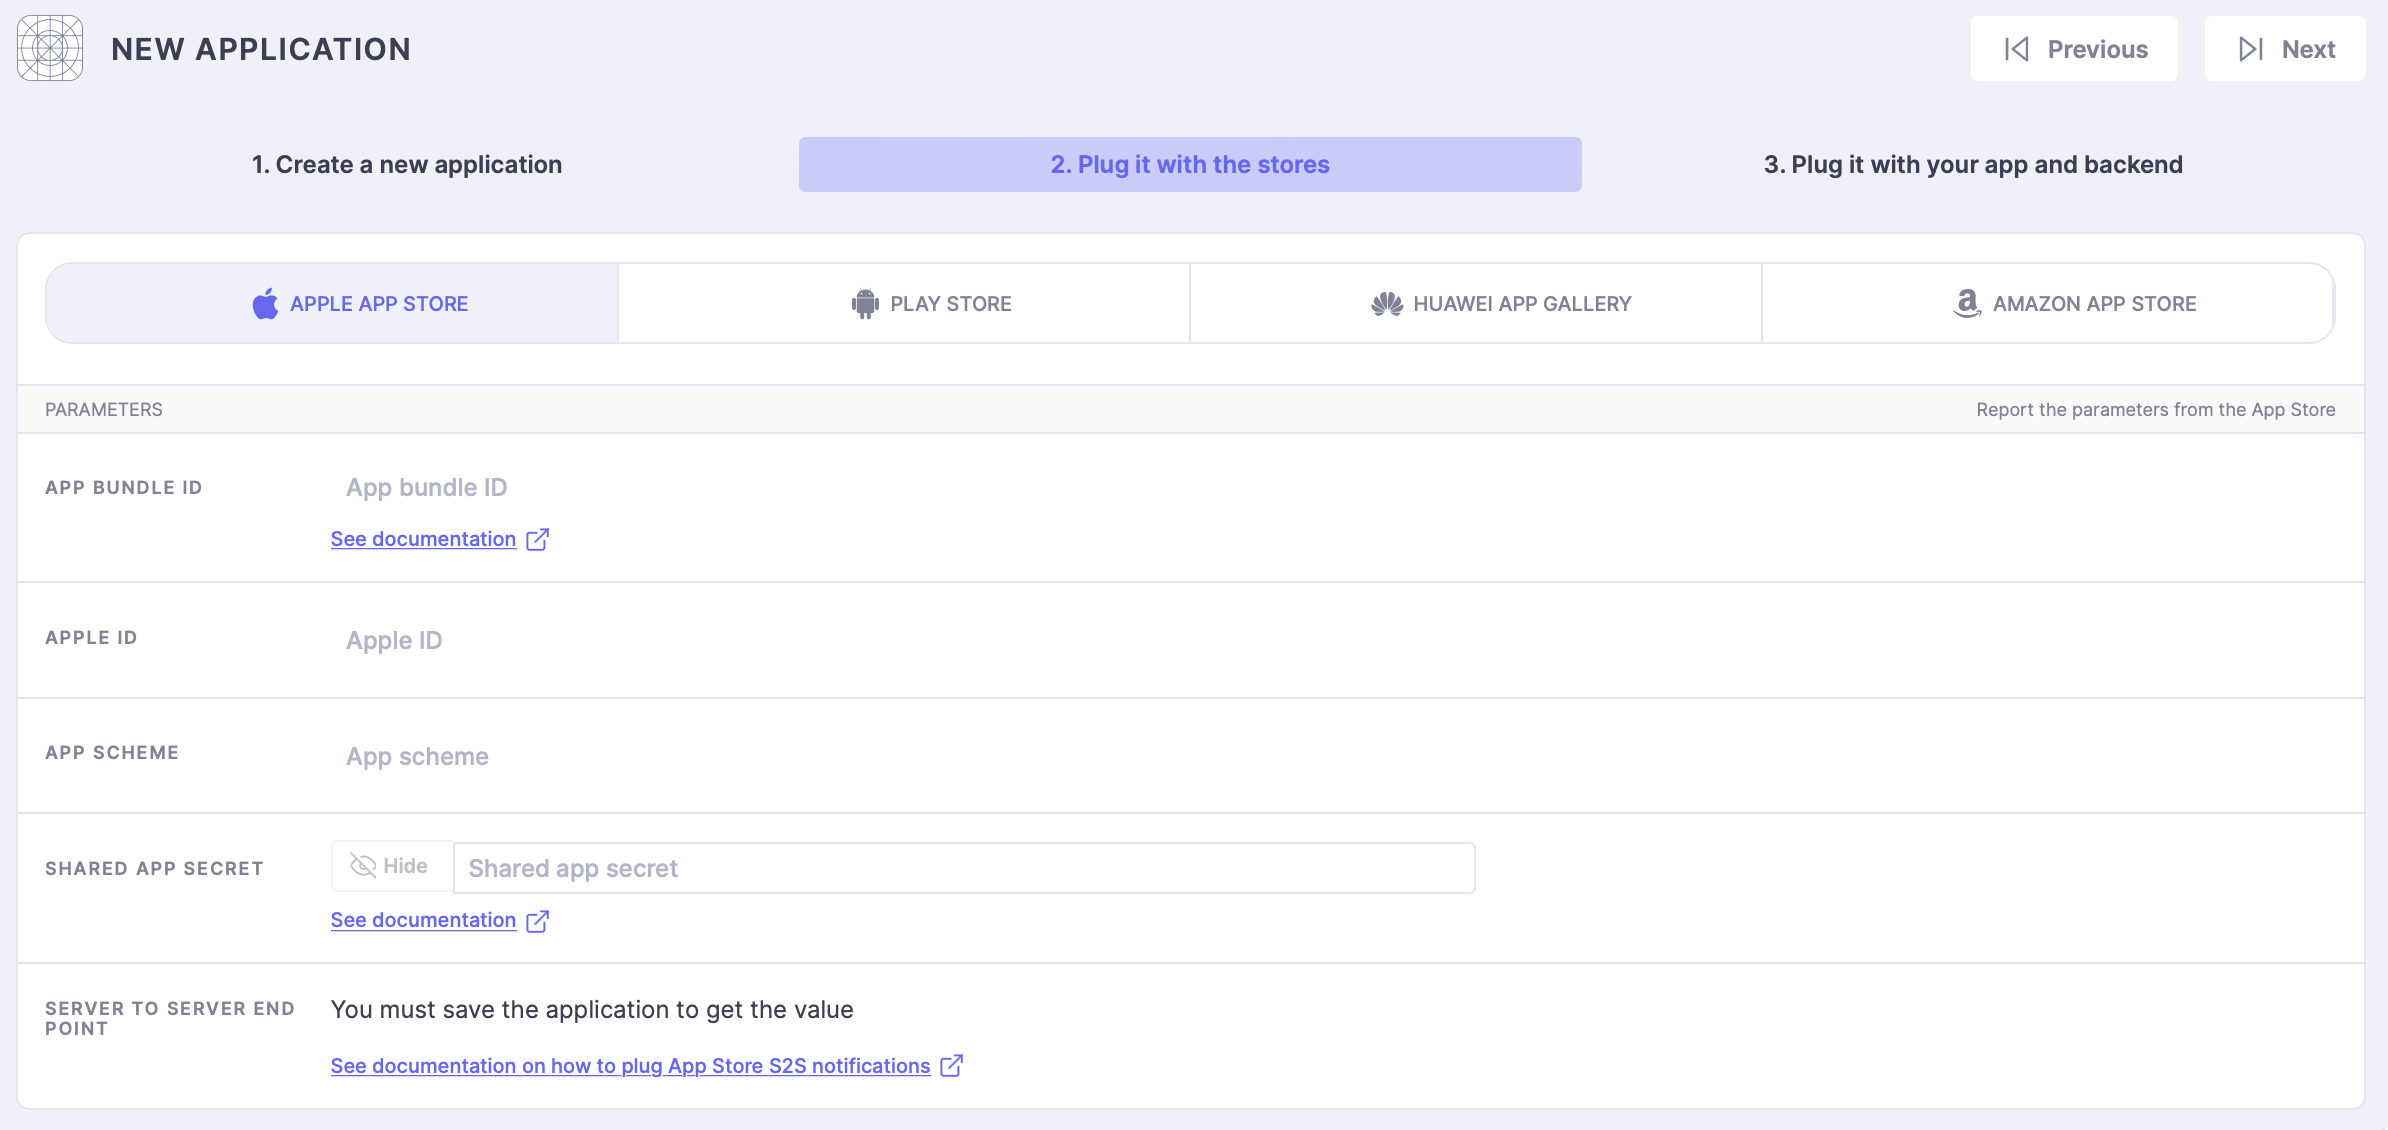 NEW APPLICATION
Previous
Next
1. Create a new application
2. Plug it with the stores
3. Plug it with your app and backend
APPLE APP STORE
PLAY STORE
HUAWEI APP GALLERY
AMAZON APP STORE
PARAMETERS
Report the parameters from the App Store
APP BUNDLE ID
App bundle ID
See documentation
APPLE ID
Apple ID
APP SCHEME
App scheme
SHARED APP SECRET
Hide
Shared app secret
See documentation
SERVER TO SERVER END
POINT
You must save the application to get the value
See documentation on how to plug App Store S2S notifications